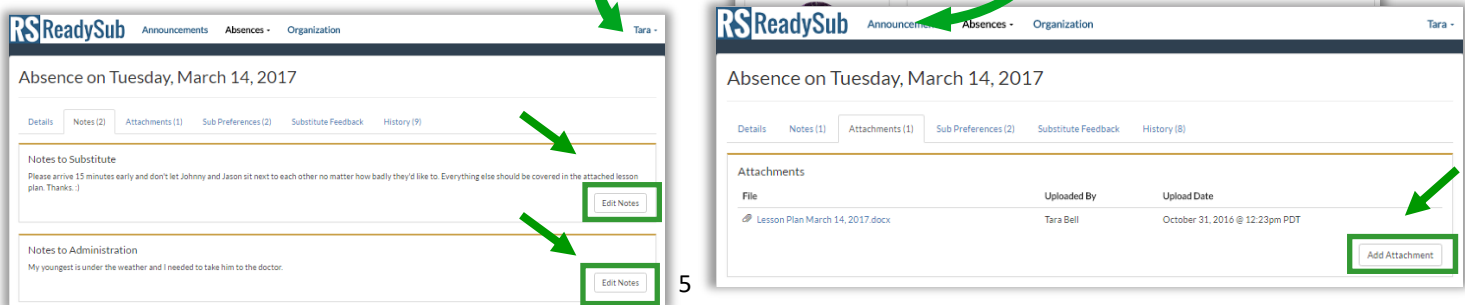 RS ReadySub Announcements Absences - Organization Tara -
Absence on Tuesday, March 14, 2017
Details Notes (2) Attachments (1) Sub Preferences (2) Substitute Feedback History (9)
Notes to Substitute
Please arrive 15 minutes early and don't let Johnny and Jason sit next to each other no matter how badly they'd like to. Everything else should be covered in the attached lesson
plan. Thanks. :)
Edit Notes
Notes to Administration
My youngest is under the weather and I needed to take him to the doctor.
Edit Notes
5
RS ReadySub Absences - Organization Tara -
Absence on Tuesday, March 14, 2017
Details Notes (1) Attachments (1) Sub Preferences (2) Substitute Feedback History (8)
Attachments
File Uploaded By Upload Date
Lesson Plan March 14, 2017.docx Tara Bell October 31, 2016 @ 12:23pm PDT
Add Attachment